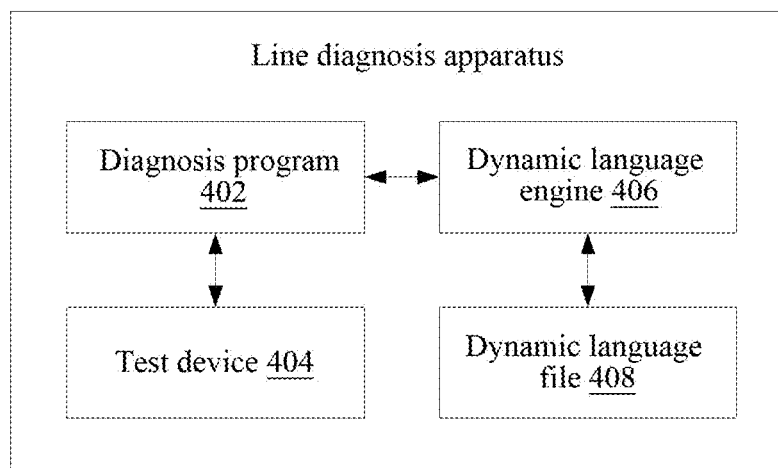 Line diagnosis apparatus
Diagnosis program
402
Dynamic language
engine 406
Test device 404
Dynamic language
file 408